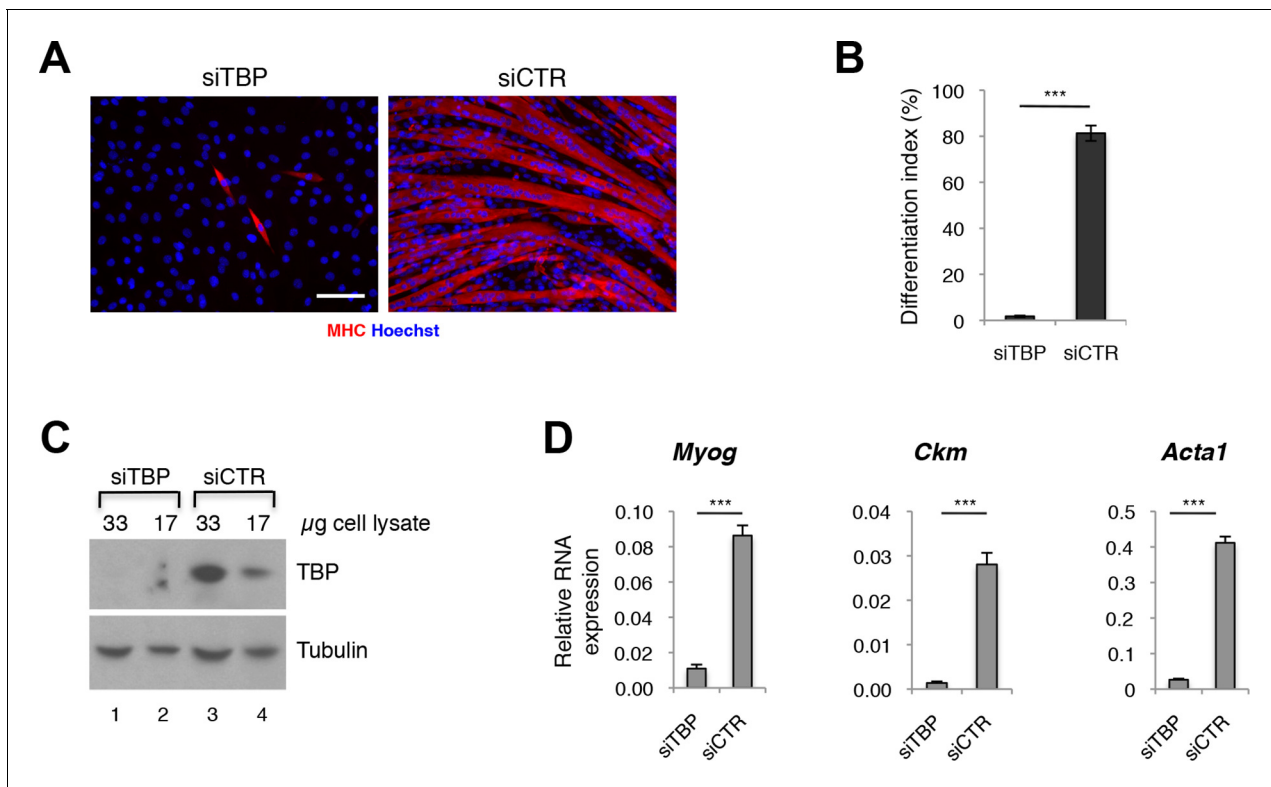 A
siTBP
siCTR
MHC Hoechst
B
Differentiation index (%)
100
80
60
40
20
0
***
siTBP
siCTR
C
siTBP
siCTR
33
17
33
17
µg cell lysate
TBP
Tubulin
1
2
3
4
D
Relative RNA
expression
Myog
***
0.10
0.08
0.06
0.04
0.02
0.00
siTBP
siCTR
Ckm
***
0.04
0.03
0.02
0.01
0.00
siTBP
siCTR
Acta1
***
0.5
0.4
0.3
0.2
0.1
0
siTBP
siCTR